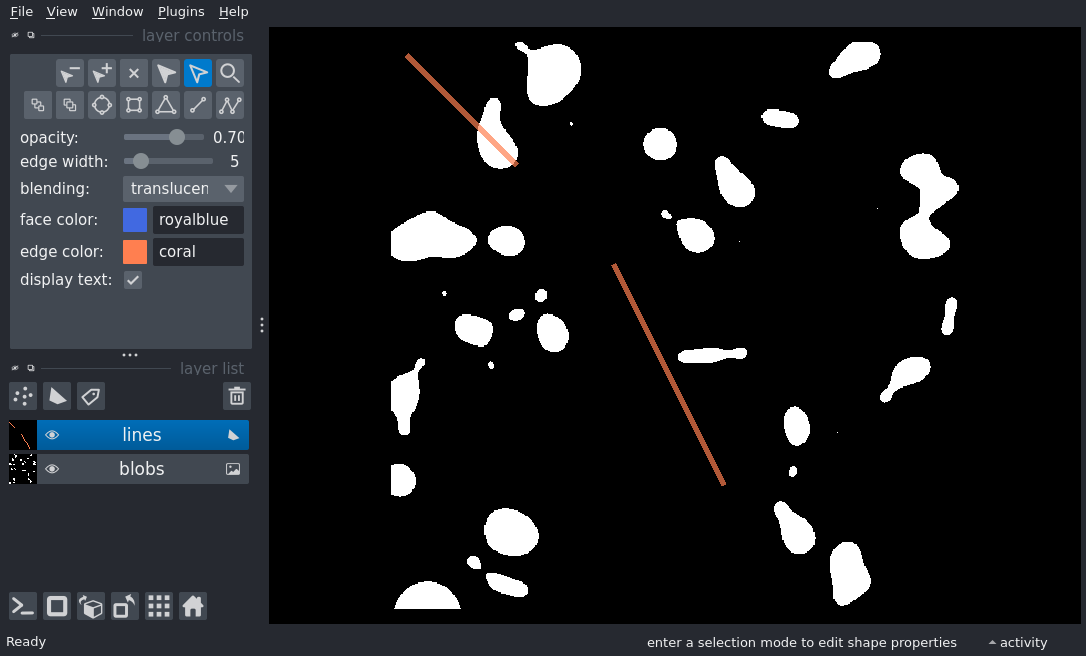 File View Window Plugins Help
layer controls
opacity: 0.70
edge width: 5
blending: translucen
face color: royalblue
edge color: coral
display text:
layer list
lines
blobs
Ready
enter a selection mode to edit shape properties
activity